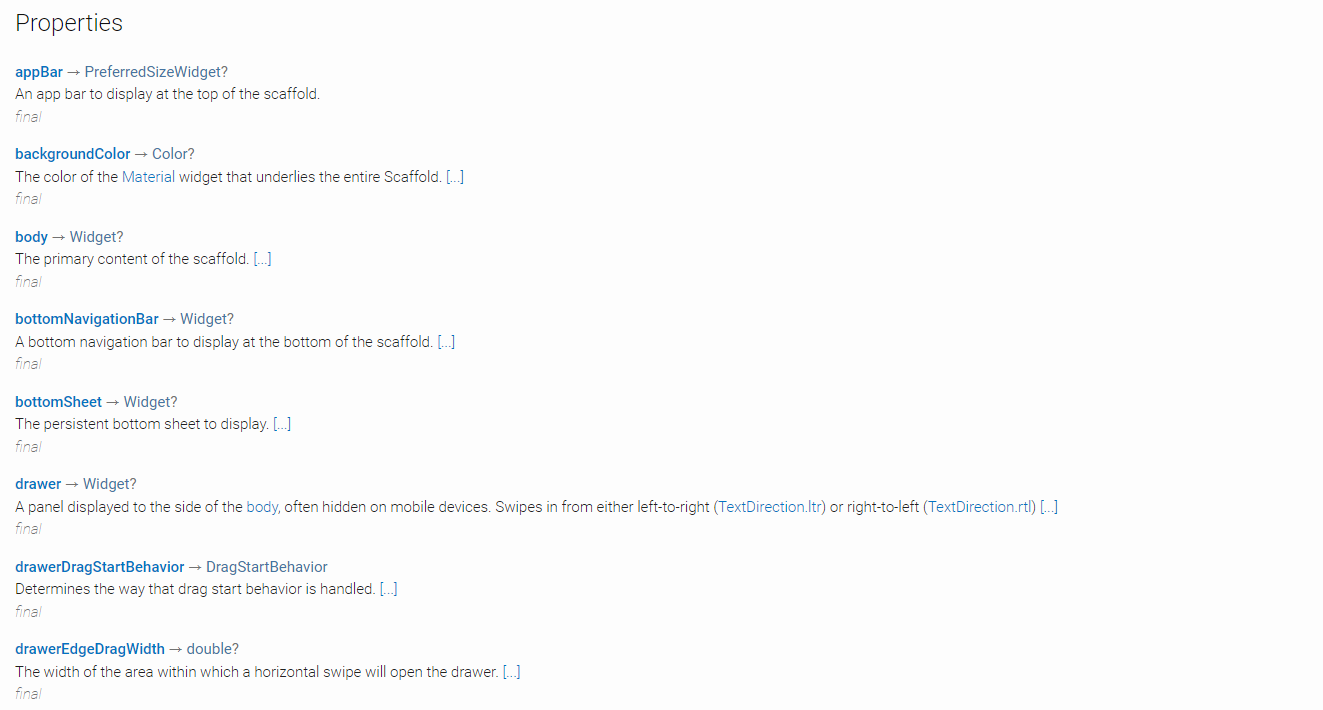 Properties
appBar → PreferredSizeWidget?
An app bar to display at the top of the scaffold.
final
backgroundColor → Color?
The color of the Material widget that underlies the entire Scaffold. [...]
final
body → Widget?
The primary content of the scaffold. [...]
final
bottomNavigationBar → Widget?
A bottom navigation bar to display at the bottom of the scaffold. [...]
final
bottomSheet → Widget?
The persistent bottom sheet to display. [...]
final
drawer → Widget?
A panel displayed to the side of the body, often hidden on mobile devices. Swipes in from either left-to-right (TextDirection.ltr) or right-to-left (TextDirection.rtl) [...]
final
drawerDragStartBehavior → DragStartBehavior
Determines the way that drag start behavior is handled. [...]
final
drawerEdgeDragWidth → double?
The width of the area within which a horizontal swipe will open the drawer. [...]
final